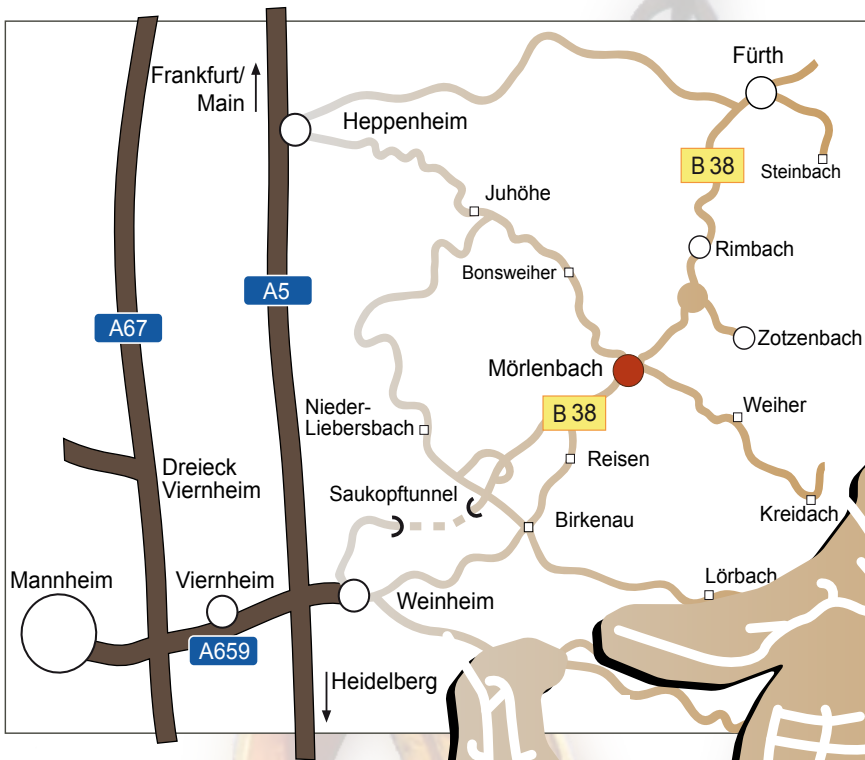 Fürth
Frankfurt/
Main
Heppenheim
B 38
Steinbach
Juhöhe
Rimbach
Bonsweiher
A5
A67
Zotzenbach
Mörlenbach
Nieder-
Liebersbach
B 38
Weiher
Reisen
Dreieck
Viernheim
Saukopftunnel
Kreidach
Birkenau
Mannheim
Viernheim
Lörbach
Weinheim
A659
Heidelberg